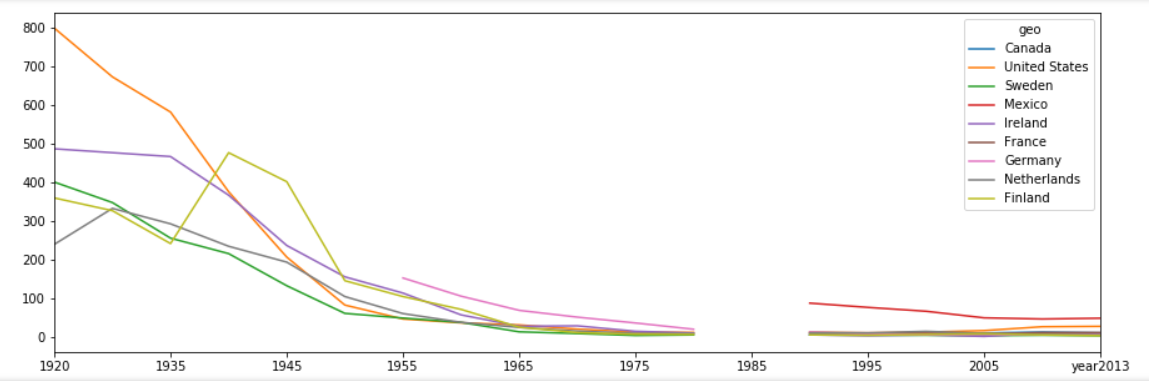 800
700
600
500
400
300
200
100
0
1920 1935 1945 1955 1965 1975 1985 1995 2005 year2013
geo
Canada
United States
Sweden
Mexico
Ireland
France
Germany
Netherlands
Finland